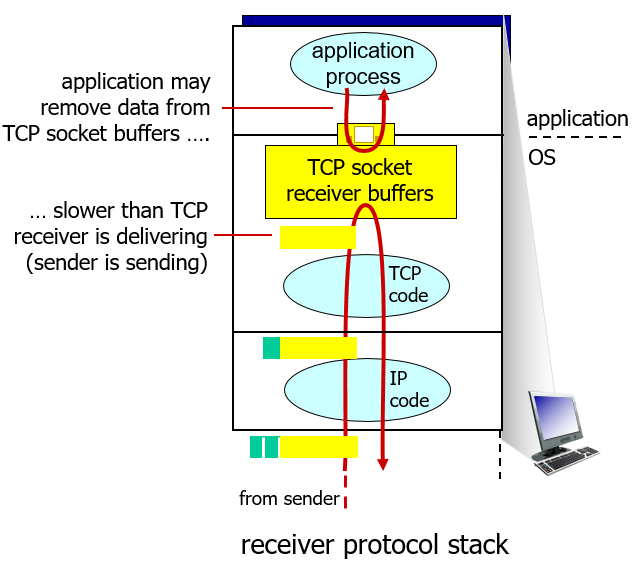 application
process
application may
remove data from
TCP socket buffers ….
application
OS
TCP socket
receiver buffers
… slower than TCP
receiver is delivering
(sender is sending)
TCP
code
IP
code
from sender
receiver protocol stack